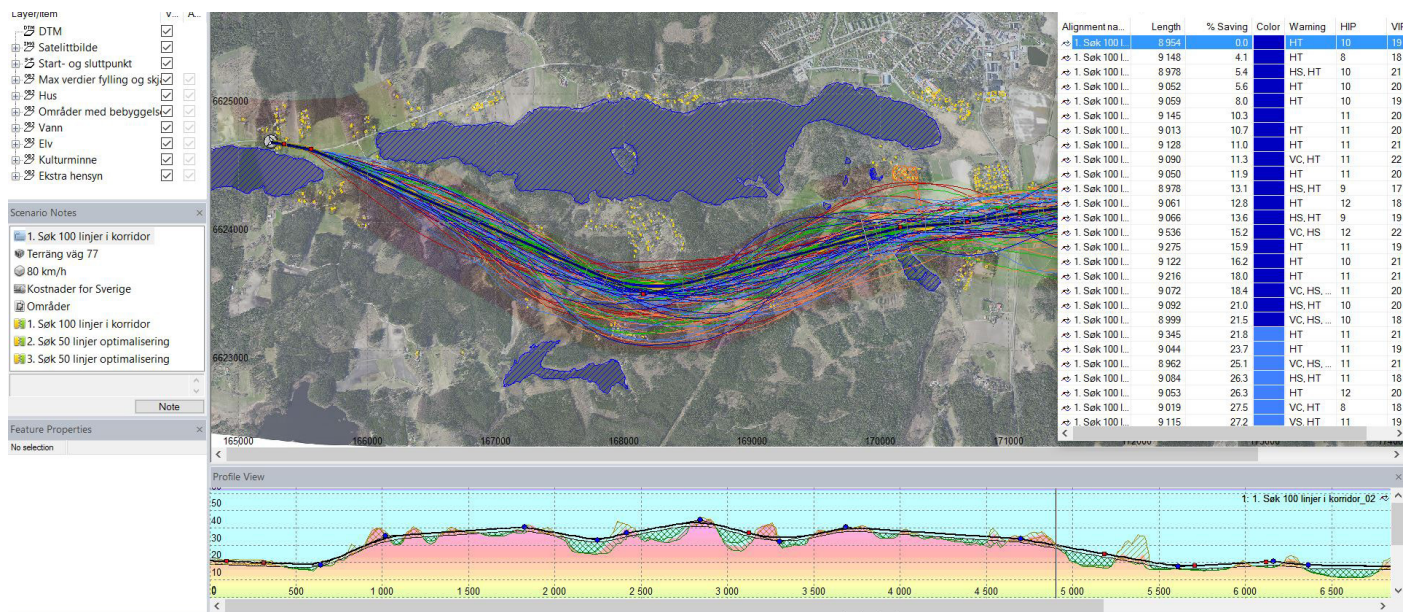 Layer/Item V... A...
DTM
Satelittbilde
Start- og sluttpunkt
Max verdier fylling og skj
Hus
Områder med bebyggels
Vann
Elv
Kulturminne
Ekstra hensyn
Scenario Notes
1. Søk 100 linjer i korridor
Terräng väg 77
80 km/h
Kostnader for Sverige
Områder
1. Søk 100 linjer i korridor
2. Søk 50 linjer optimalisering
3. Søk 50 linjer optimalisering
Note
Feature Properties
No selection
6625000
6624000
6623000
165000 166000 167000 168000 169000 170000 171000
Alignment na... Length % Saving Color Warning HIP VIP
1. Søk 100 l... 8 954 0.0 HT 10 19
1. Søk 100 l... 9 148 4.1 HT 8 18
1. Søk 100 l... 8 978 5.4 HS, HT 10 21
1. Søk 100 l... 9 052 5.6 HT 10 20
1. Søk 100 l... 9 059 8.0 HT 10 19
1. Søk 100 l... 9 145 10.3 11 20
1. Søk 100 l... 9 013 10.7 HT 11 20
1. Søk 100 l... 9 128 11.0 HT 11 21
1. Søk 100 l... 9 090 11.3 VC, HT 11 22
1. Søk 100 l... 9 050 11.9 HT 11 20
1. Søk 100 l... 8 978 13.1 HS, HT 9 17
1. Søk 100 l... 9 061 12.8 HT 12 18
1. Søk 100 l... 9 066 13.6 HS, HT 9 19
1. Søk 100 l... 9 536 15.2 VC, HS 12 22
1. Søk 100 l... 9 275 15.9 HT 11 19
1. Søk 100 l... 9 122 16.2 HT 10 21
1. Søk 100 l... 9 216 18.0 HT 11 21
1. Søk 100 l... 9 072 18.4 VC, HS, ... 11 20
1. Søk 100 l... 9 092 21.0 HS, HT 10 20
1. Søk 100 l... 8 999 21.5 VC, HS, ... 10 18
1. Søk 100 l... 9 345 21.8 HT 11 21
1. Søk 100 l... 9 044 23.7 HT 11 19
1. Søk 100 l... 8 962 25.1 VC, HS, ... 11 21
1. Søk 100 l... 9 084 26.3 HS, HT 11 18
1. Søk 100 l... 9 053 26.3 HT 12 20
1. Søk 100 l... 9 019 27.5 VC, HT 8 18
1. Søk 100 l... 9 115 27.2 VS, HT 11 19
Profile View
1: 1. Søk 100 linjer i korridor_02
50
40
30
20
10
0 500 1 000 1 500 2 000 2 500 3 000 3 500 4 000 4 500 5 000 5 500 6 000 6 500